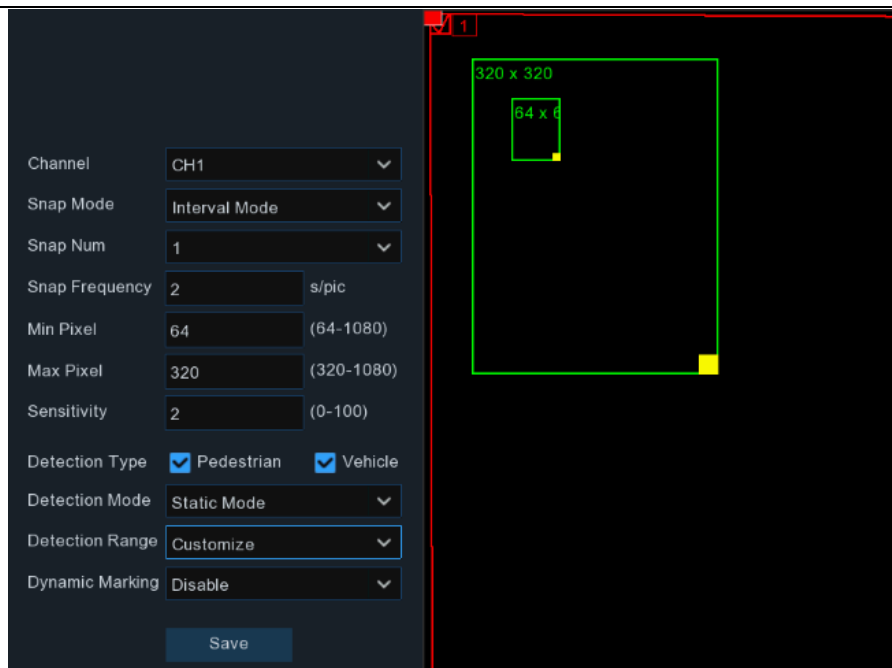 1
320 x 320
64 x 6
Channel CH1
Snap Mode Interval Mode
Snap Num 1
Snap Frequency 2 s/pic
Min Pixel 64 (64-1080)
Max Pixel 320 (320-1080)
Sensitivity 2 (0-100)
Detection Type Pedestrian Vehicle
Detection Mode Static Mode
Detection Range Customize
Dynamic Marking Disable
Save